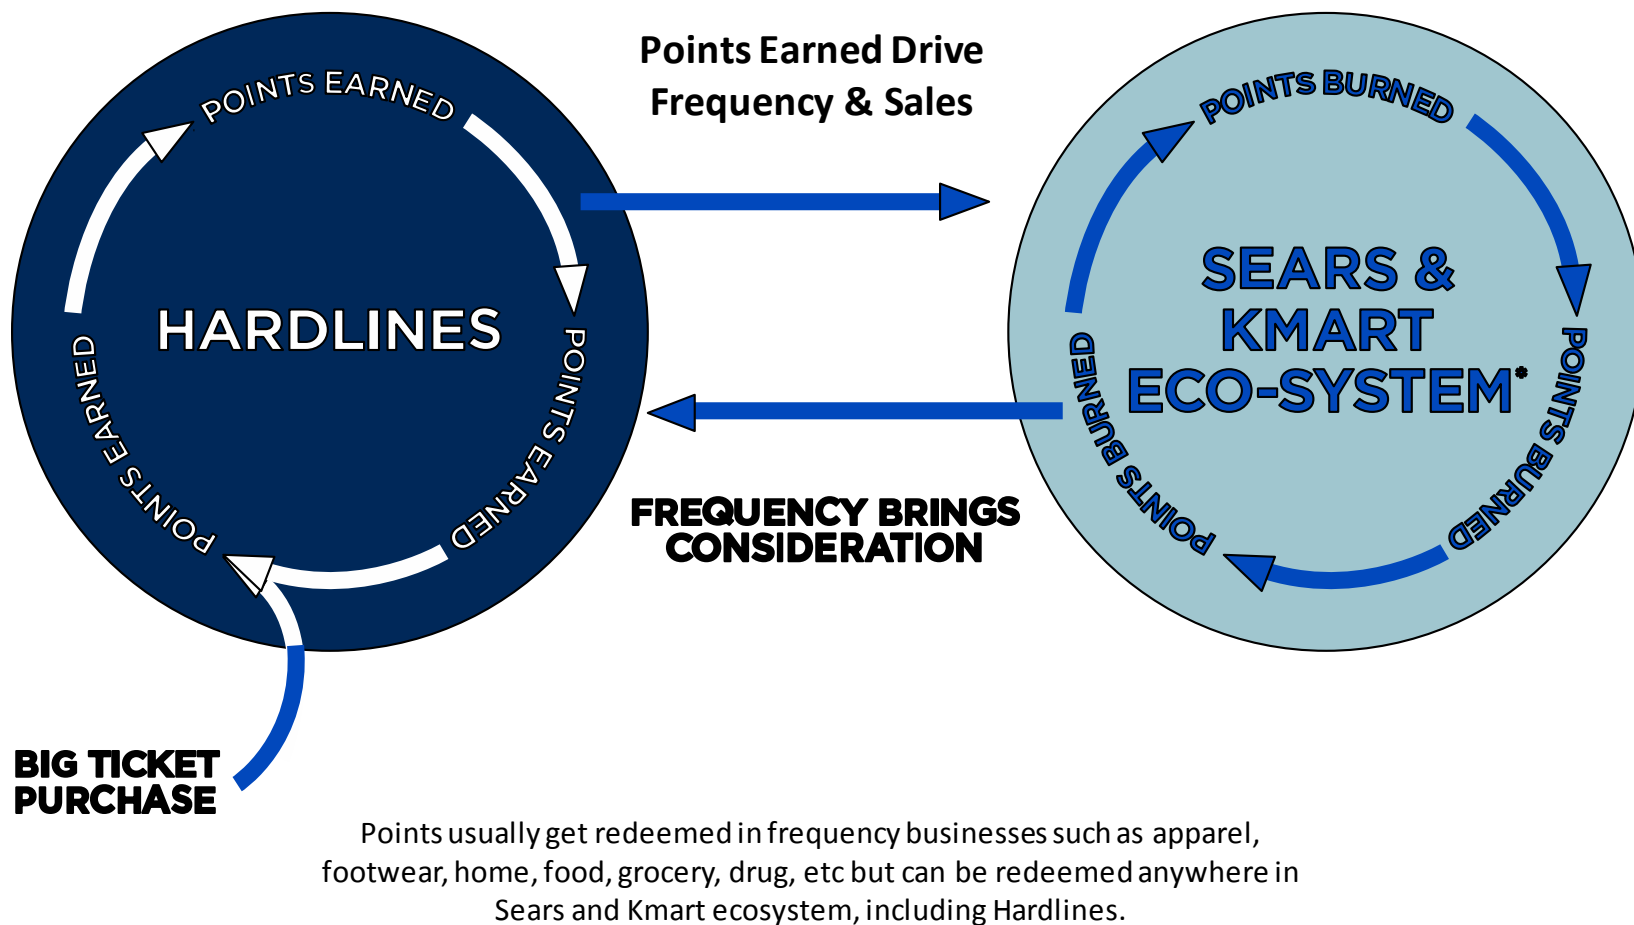 Points Earned Drive
Frequency & Sales
POINTS EARNED
POINTS EARNED
POINTS EARNED
HARDLINES
POINTS BURNED
POINTS BURNED
POINTS BURNED
SEARS &
KMART
ECO-SYSTEM*
FREQUENCY BRINGS
CONSIDERATION
BIG TICKET
PURCHASE
Points usually get redeemed in frequency businesses such as apparel,
footwear, home, food, grocery, drug, etc but can be redeemed anywhere in
Sears and Kmart ecosystem, including Hardlines.